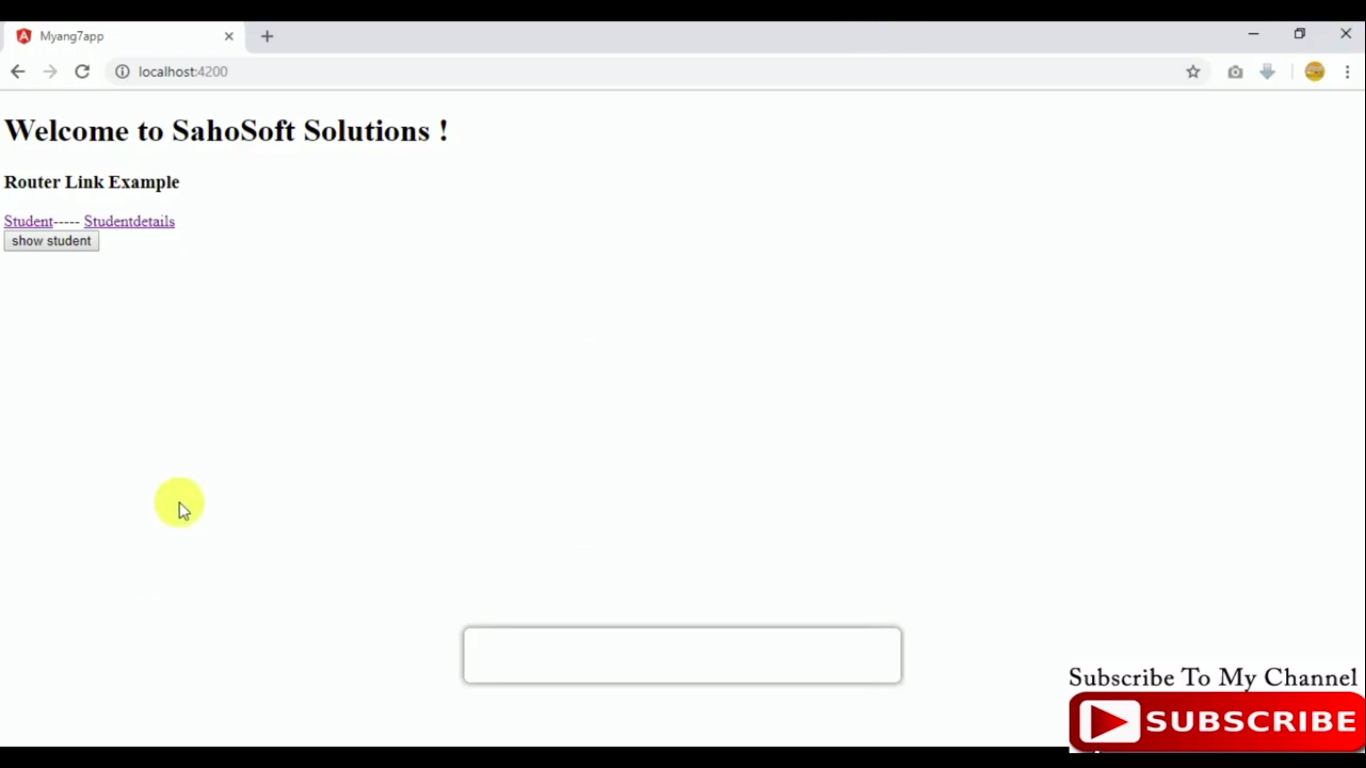 Myang7app
localhost:4200
Welcome to SahoSoft Solutions !
Router Link Example
Student----- Studentdetails
show student
Subscribe To My Channel
SUBSCRIBE